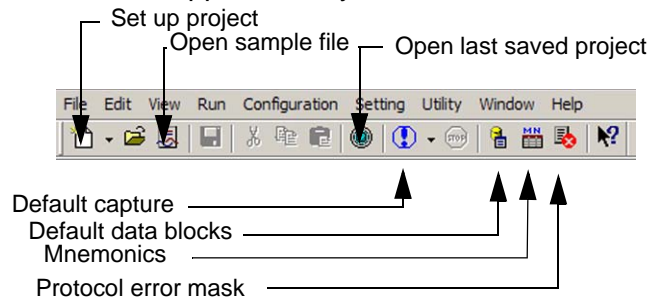 Set up project
Open sample file
Open last saved project
File Edit View Run Configuration Setting Utility Window Help
STOP
MN
?
Default capture
Default data blocks
Mnemonics
Protocol error mask